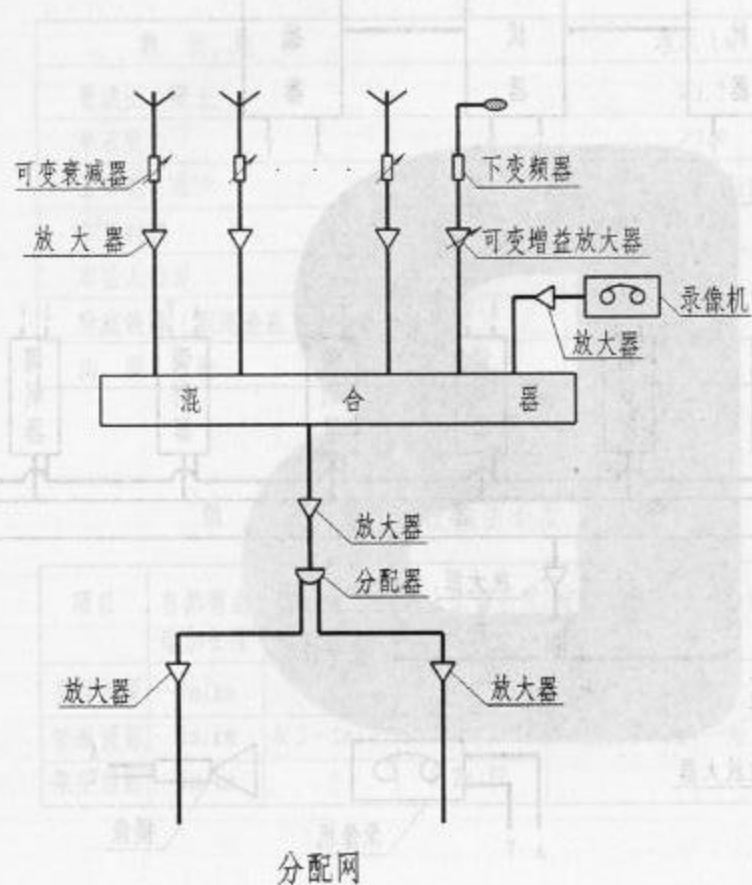 可变衰减器
下变频器
放大器
可变增益放大器
录像机
放大器
混合器
放大器
分配器
放大器
放大器
分配网